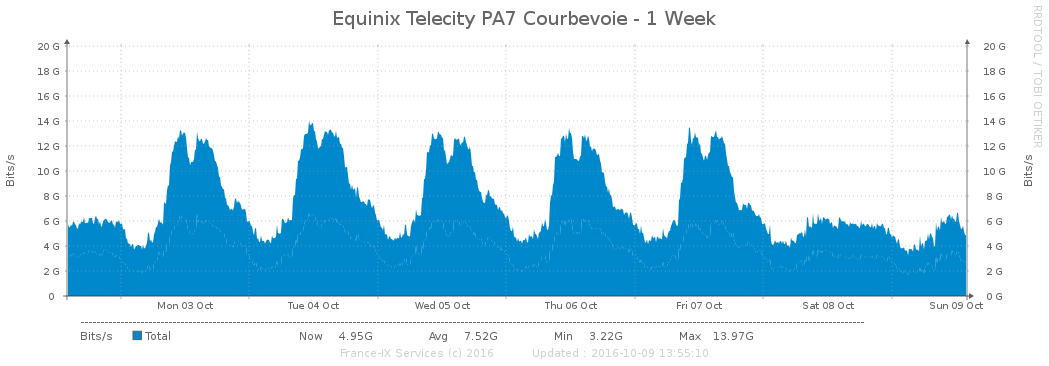 Equinix Telecity PA7 Courbevoie - 1 Week
RRDTOOL / TOBI OETIKER
Bits/s
20 G 20 G
18 G 18 G
16 G 16 G
14 G 14 G
12 G 12 G
10 G 10 G
8 G 8 G
6 G 6 G
4 G 4 G
2 G 2 G
0 0 G
Bits/s
Mon 03 Oct Tue 04 Oct Wed 05 Oct Thu 06 Oct Fri 07 Oct Sat 08 Oct Sun 09 Oct
Bits/s Total Now 4.95G Avg 7.52G Min 3.22G Max 13.97G
France-IX Services (c) 2016 Updated : 2016-10-09 13:55:10